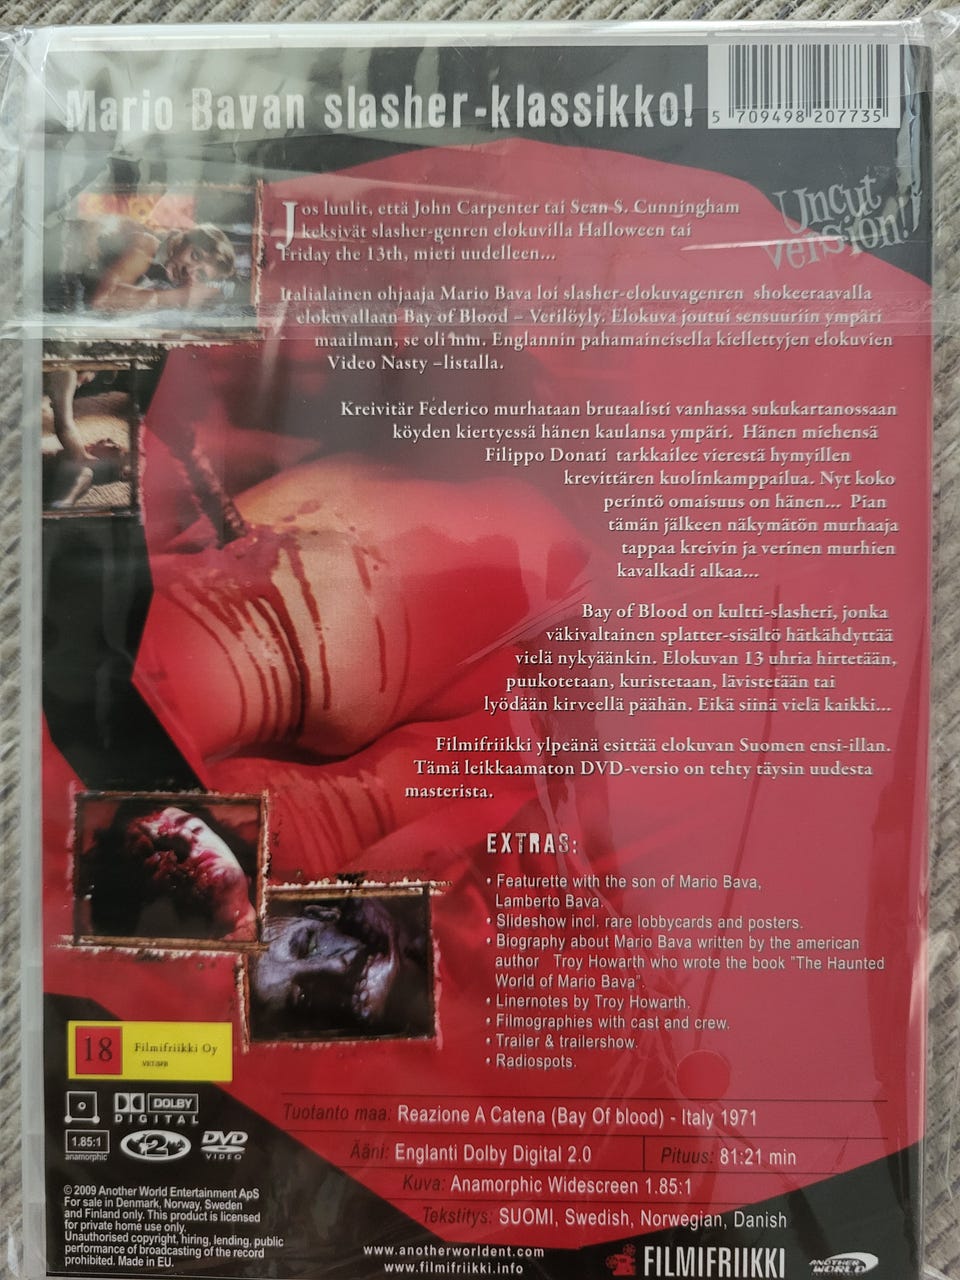 Mario Bavan slasher-klassikko!
5 709498 207735
Uncut
version!
Jos luulit, että John Carpenter tai Sean S. Cunningham
keksivät slasher-genren elokuvilla Halloween tai
Friday the 13th, mieti uudelleen...
Italialainen ohjaaja Mario Bava loi slasher-elokuvagenren shokeeraavalla
elokuvallaan Bay of Blood – Verilöyly. Elokuva joutui sensuuriin ympäri
maailman, se oli mm. Englannin pahamaineisella kiellettyjen elokuvien
Video Nasty –listalla.
Kreivitär Federico murhataan brutaalisti vanhassa sukukartanossaan
köyden kiertyessä hänen kaulansa ympäri. Hänen miehensä
Filippo Donati tarkkailee vierestä hymyillen
krevittären kuolinkamppailua. Nyt koko
perintö omaisuus on hänen... Pian
tämän jälkeen näkymätön murhaaja
tappaa kreivin ja verinen murhien
kavalkadi alkaa...
Bay of Blood on kultti-slasheri, jonka
väkivaltainen splatter-sisältö hätkähdyttää
vielä nykyäänkin. Elokuvan 13 uhria hirtetään,
puukotetaan, kuristetaan, lävistetään tai
lyödään kirveellä päähän. Eikä siinä vielä kaikki...
Filmifriikki ylpeänä esittää elokuvan Suomen ensi-illan.
Tämä leikkaamaton DVD-versio on tehty täysin uudesta
masterista.
EXTRAS:
• Featurette with the son of Mario Bava,
Lamberto Bava.
• Slideshow incl. rare lobbycards and posters.
• Biography about Mario Bava written by the american
author Troy Howarth who wrote the book "The Haunted
World of Mario Bava".
• Linernotes by Troy Howarth.
• Filmographies with cast and crew.
• Trailer & trailershow.
• Radiospots.
18
Filmifriikki Oy
VET/SFB
DOLBY
DIGITAL
1.85:1
anamorphic
2
DVD
VIDEO
Tuotanto maa: Reazione A Catena (Bay Of blood) - Italy 1971
Ääni: Englanti Dolby Digital 2.0
Pituus: 81:21 min
Kuva: Anamorphic Widescreen 1.85:1
Tekstitys: SUOMI, Swedish, Norwegian, Danish
© 2009 Another World Entertainment ApS
For sale in Denmark, Norway, Sweden
and Finland only. This product is licensed
for private home use only.
Unauthorised copyright, hiring, lending, public
performance of broadcasting of the record
prohibited. Made in EU.
www.anotherworldent.com
www.filmifriikki.info
FILMIFRIIKKI
ANOTHER
WORLD